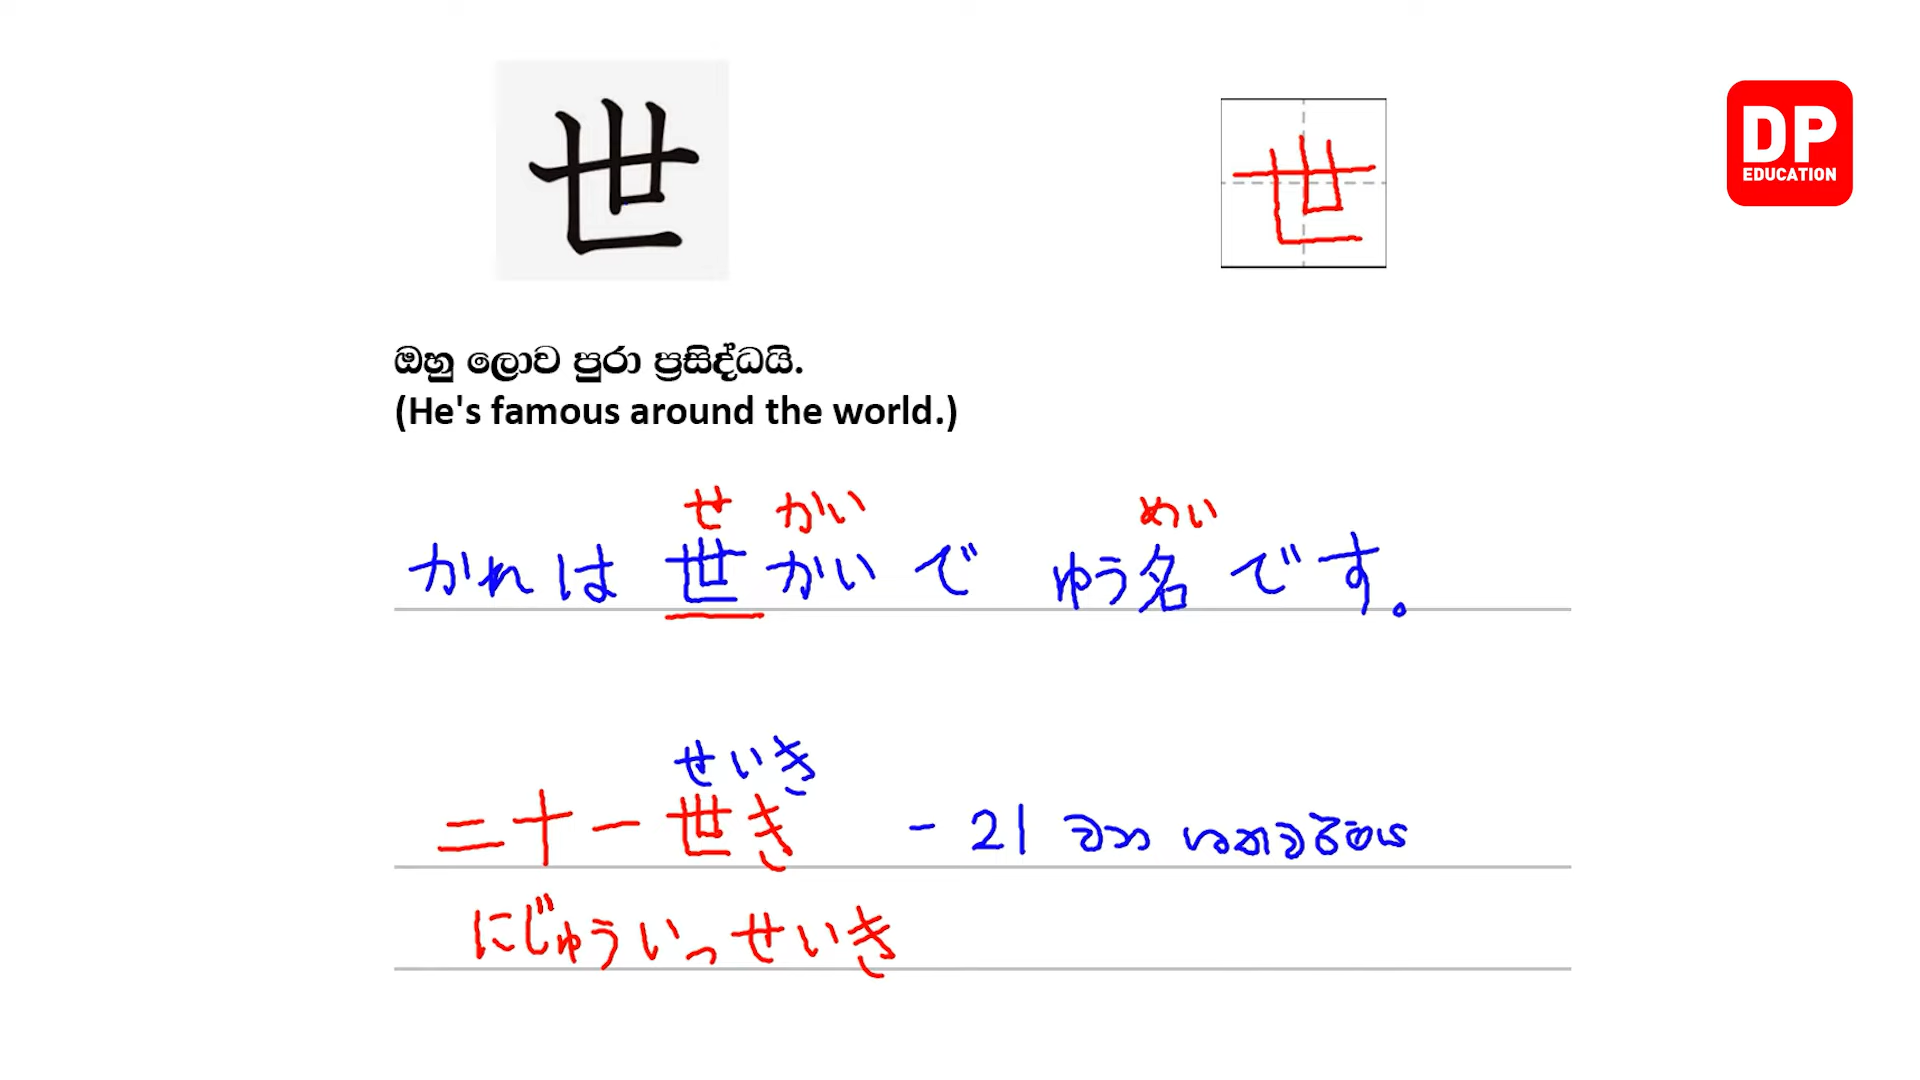 世
世
DP
EDUCATION
ඔහු ලොව පුරා ප්‍රසිද්ධයි.
(He's famous around the world.)
せ かい めい
かれは 世かいで ゆう名です。
せいき
二十一世き - 21 වන ශතවර්ෂය
にじゅういっせいき